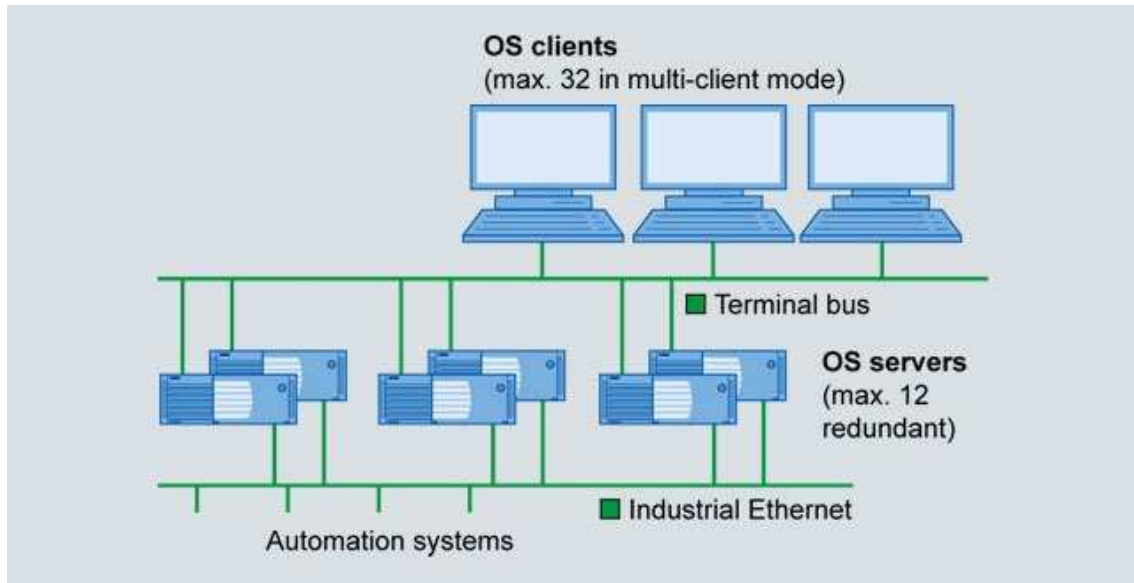 OS clients
(max. 32 in multi-client mode)
Terminal bus
OS servers
(max. 12
redundant)
Industrial Ethernet
Automation systems